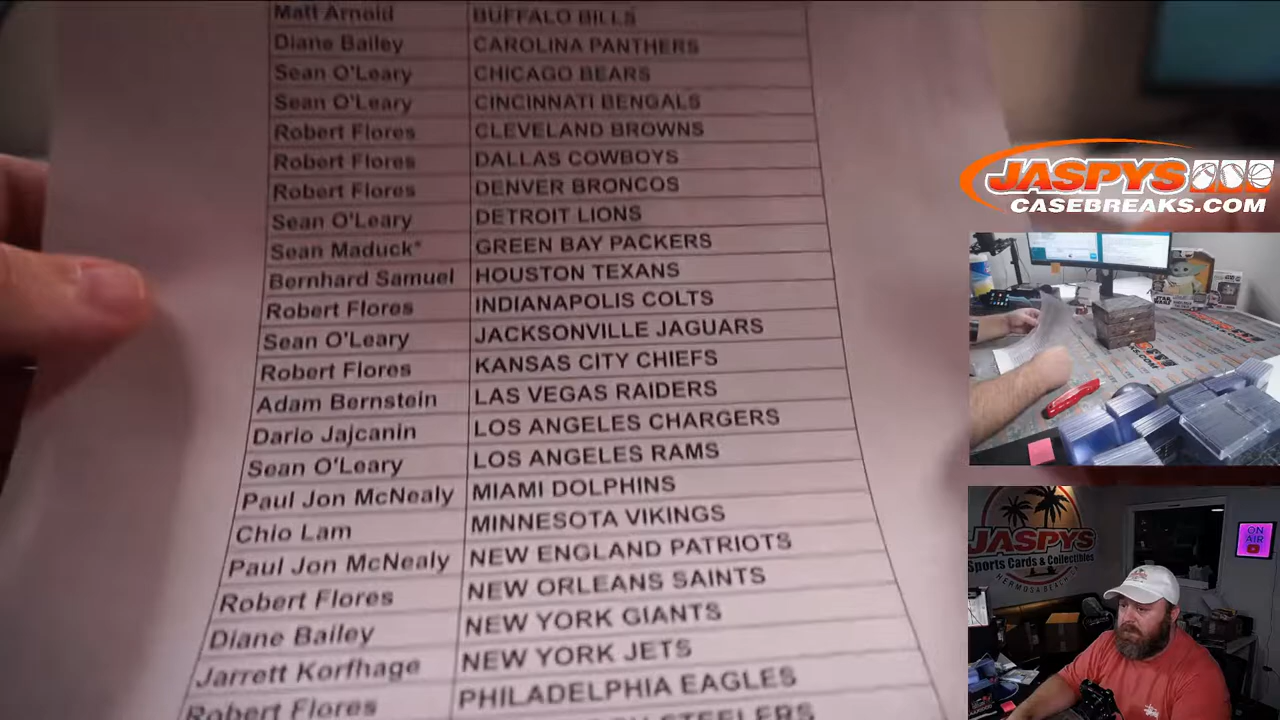 Matt Arnold BUFFALO BILLS
Diane Bailey CAROLINA PANTHERS
Sean O'Leary CHICAGO BEARS
Sean O'Leary CINCINNATI BENGALS
Robert Flores CLEVELAND BROWNS
Robert Flores DALLAS COWBOYS
Robert Flores DENVER BRONCOS
Sean O'Leary DETROIT LIONS
Sean Maduck* GREEN BAY PACKERS
Bernhard Samuel HOUSTON TEXANS
Robert Flores INDIANAPOLIS COLTS
Sean O'Leary JACKSONVILLE JAGUARS
Robert Flores KANSAS CITY CHIEFS
Adam Bernstein LAS VEGAS RAIDERS
Dario Jajcanin LOS ANGELES CHARGERS
Sean O'Leary LOS ANGELES RAMS
Paul Jon McNealy MIAMI DOLPHINS
Chio Lam MINNESOTA VIKINGS
Paul Jon McNealy NEW ENGLAND PATRIOTS
Robert Flores NEW ORLEANS SAINTS
Diane Bailey NEW YORK GIANTS
Jarrett Korfhage NEW YORK JETS
Robert Flores PHILADELPHIA EAGLES
STEELERS
JASPYS
CASEBREAKS.COM
STAR WARS
JASPYS
Sports Cards & Collectibles
HERMOSA BEACH
ON AIR